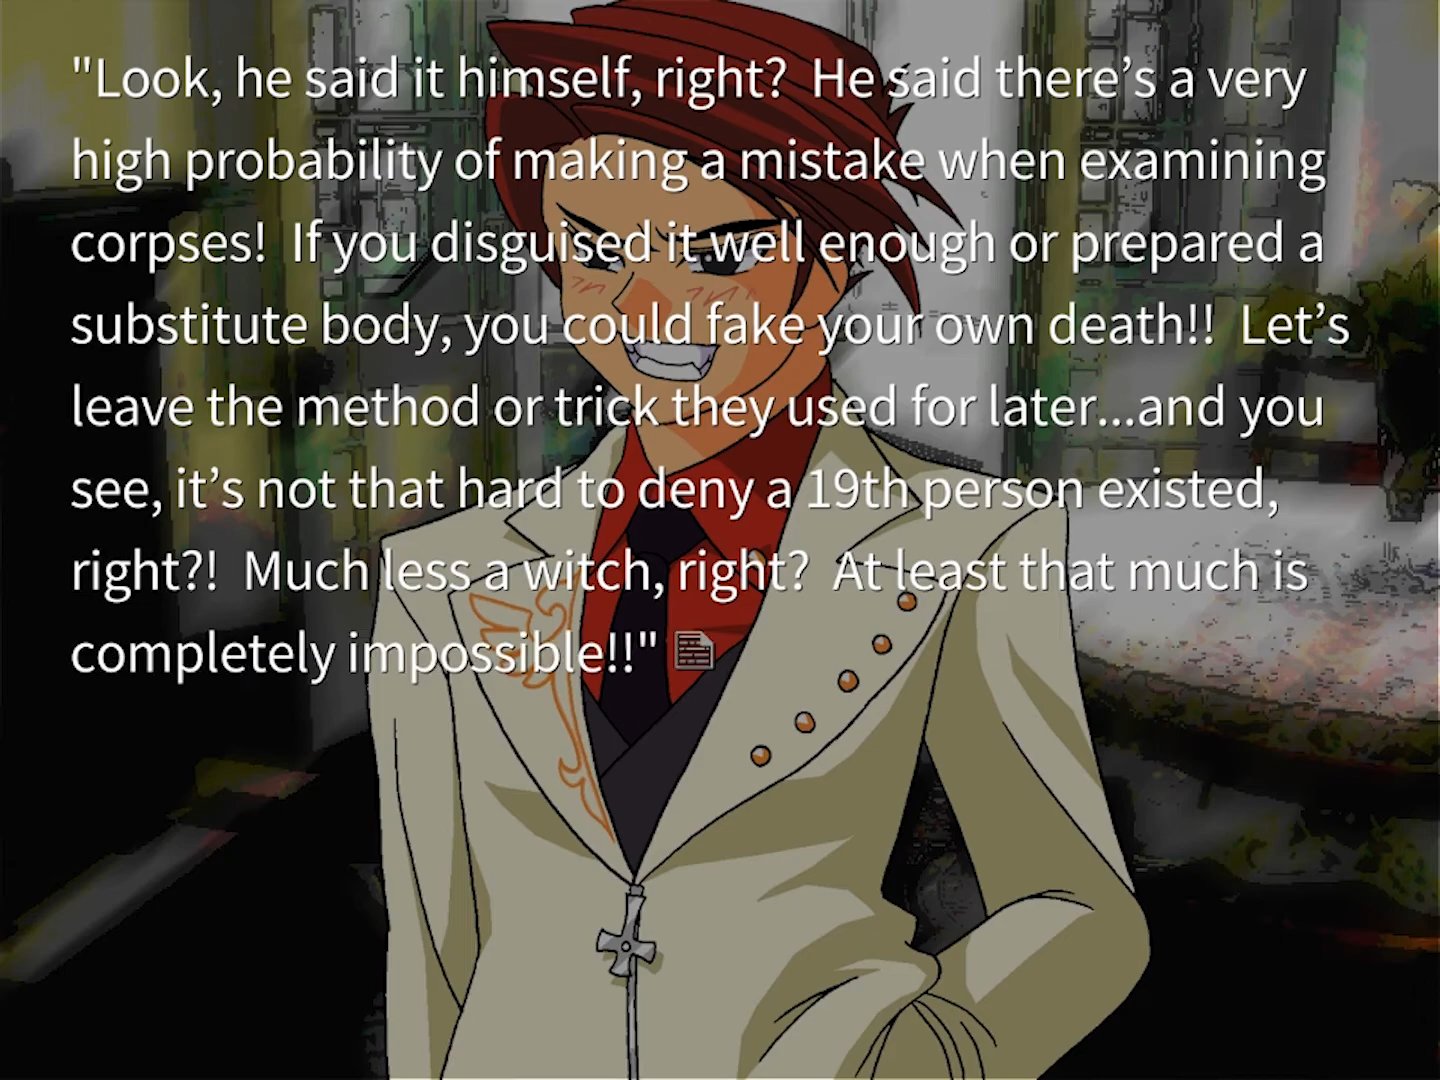 "Look, he said it himself, right?  He said there’s a very
high probability of making a mistake when examining
corpses!  If you disguised it well enough or prepared a
substitute body, you could fake your own death!!  Let’s
leave the method or trick they used for later...and you
see, it’s not that hard to deny a 19th person existed,
right?!  Much less a witch, right?  At least that much is
completely impossible!!"